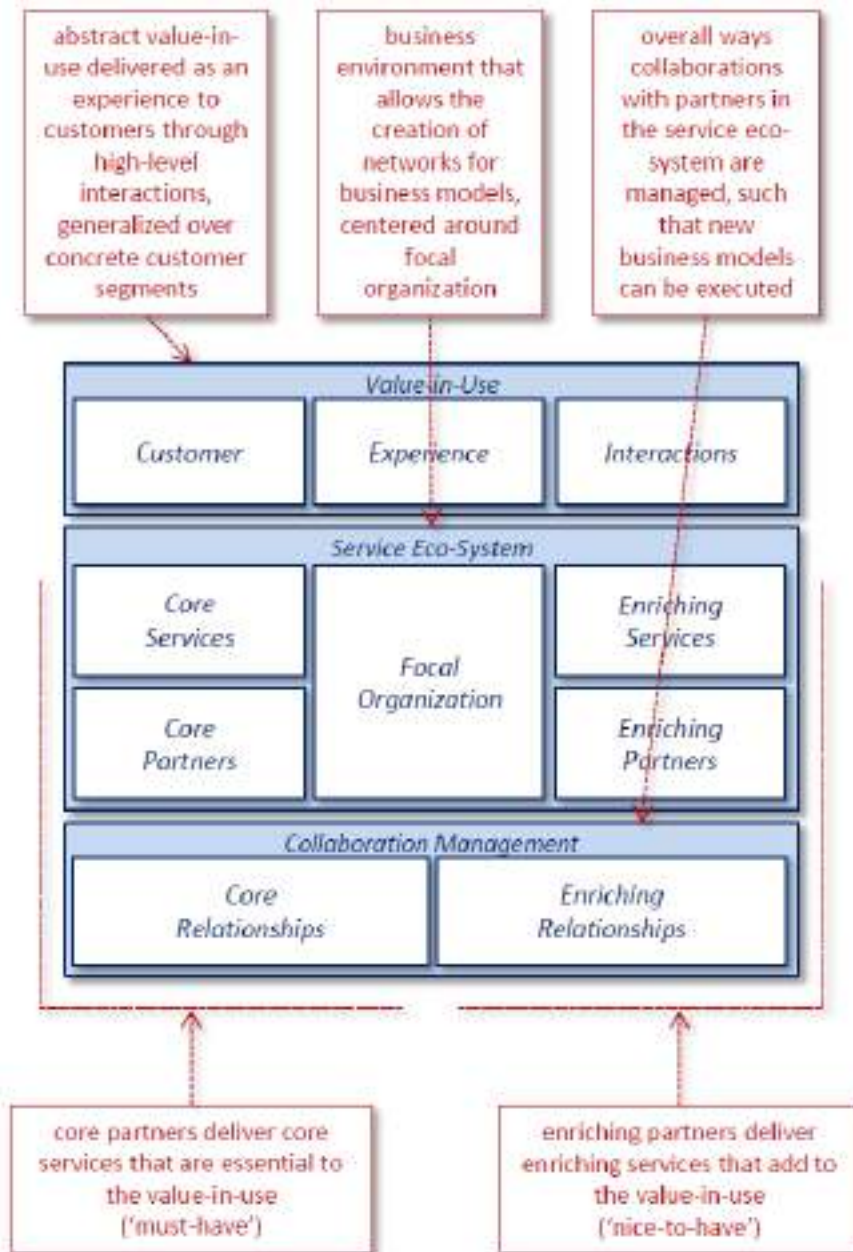 abstract value-in-
use delivered as an
experience to
customers through
high-level
interactions,
generalized over
concrete customer
segments
business
environment that
allows the
creation of
networks for
business models,
centered around
focal
organization
overall ways
collaborations
with partners in
the service eco-
system are
managed, such
that new
business models
can be executed
Value-in-Use
Customer
Experience
Interactions
Service Eco-System
Core
Services
Focal
Organization
Enriching
Services
Core
Partners
Enriching
Partners
Collaboration Management
Core
Relationships
Enriching
Relationships
core partners deliver core
services that are essential to
the value-in-use
('must-have')
enriching partners deliver
enriching services that add to
the value-in-use
('nice-to-have')